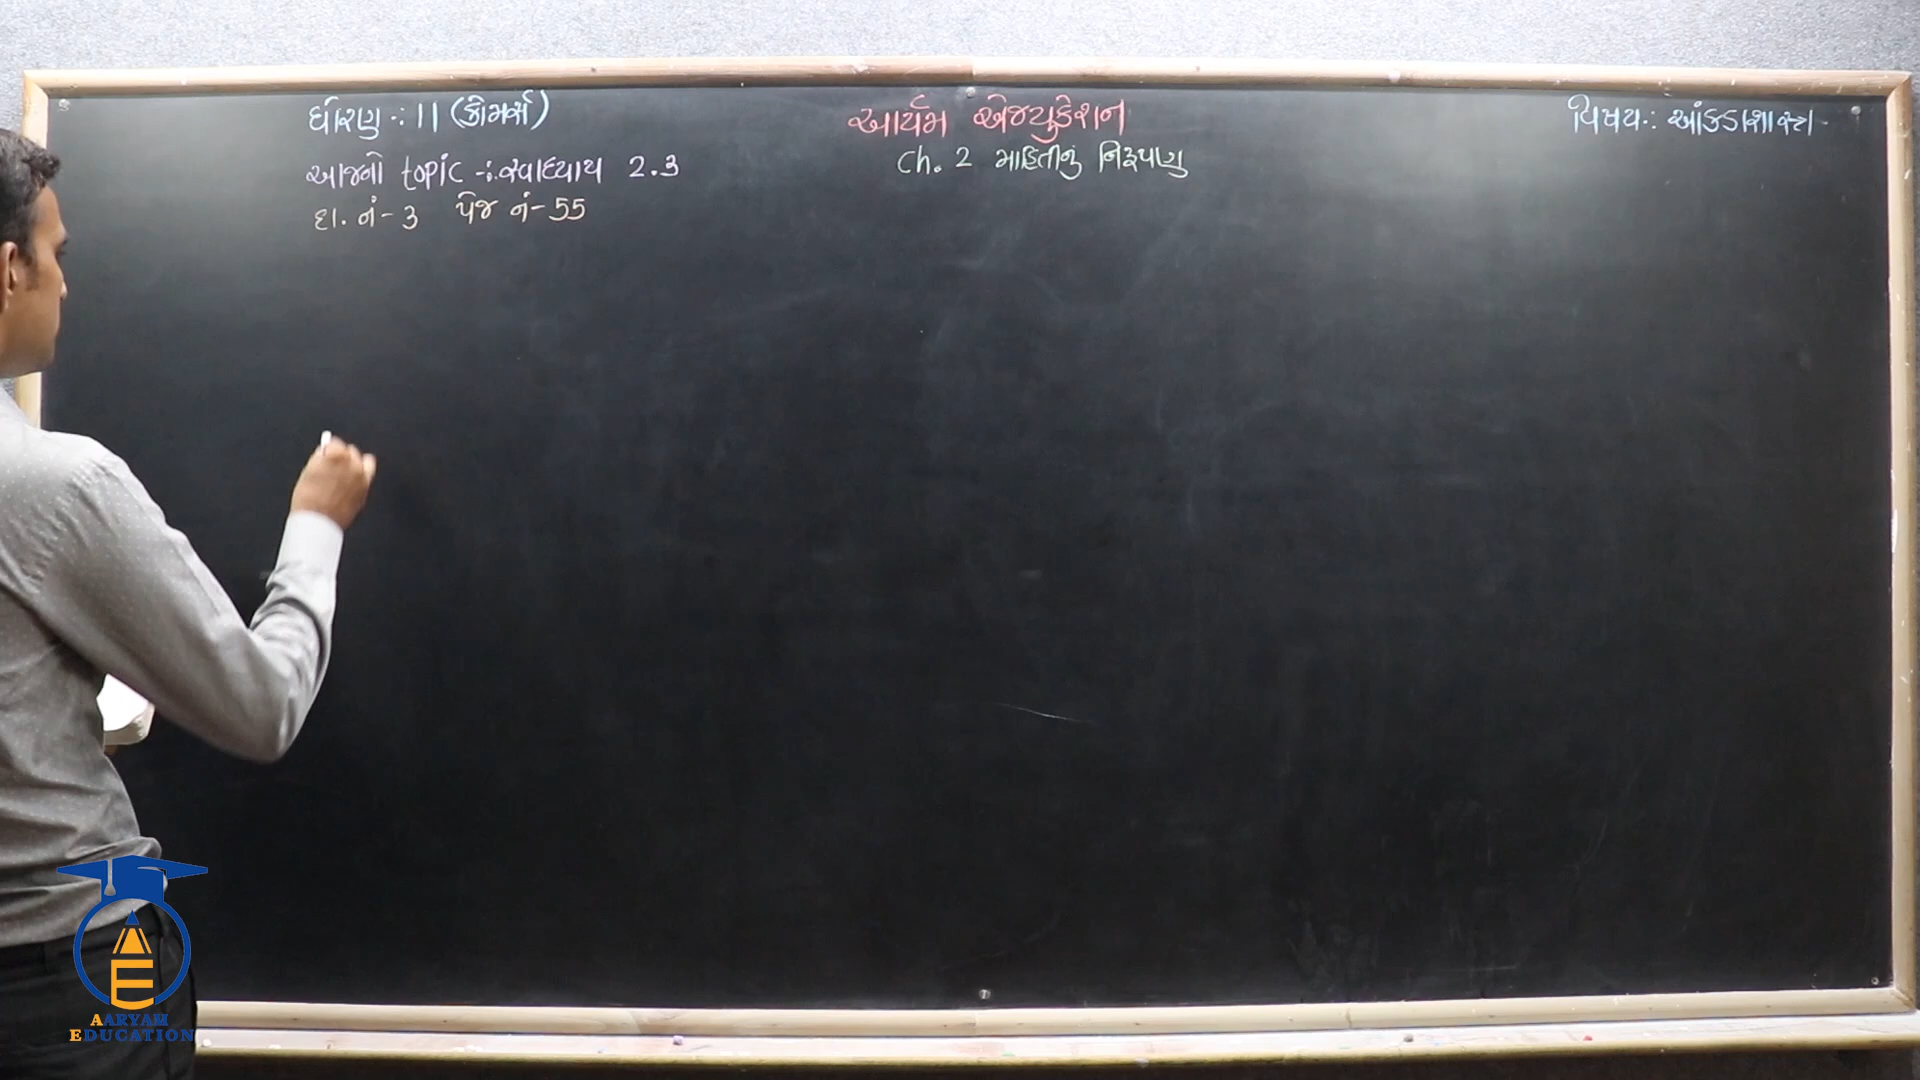 ધોરણ -: 11 (કોમર્સ)
આર્યમ એજ્યુકેશન
વિષય -: આંકડાશાસ્ત્ર
આજનો topic -: સ્વાધ્યાય 2.3
Ch. 2 માહિતીનું નિરૂપણ
દા. નં - 3 પેજ નં - 55
AARYAM
EDUCATION